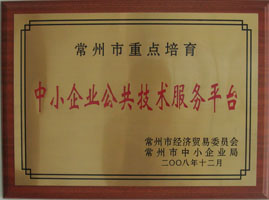 常州市重点培育
中小企业公共技术服务平台
常州市经济贸易委员会
常州市中小企业局
二〇〇八年十二月